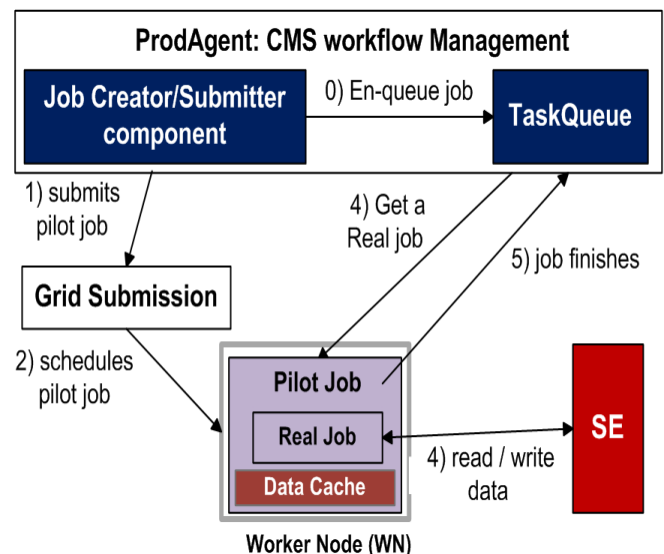 ProdAgent: CMS workflow Management
Job Creator/Submitter
component
0) En-queue job
TaskQueue
1) submits
pilot job
4) Get a
Real job
5) job finishes
Grid Submission
2) schedules
pilot job
Pilot Job
Real Job
Data Cache
SE
4) read / write
data
Worker Node (WN)